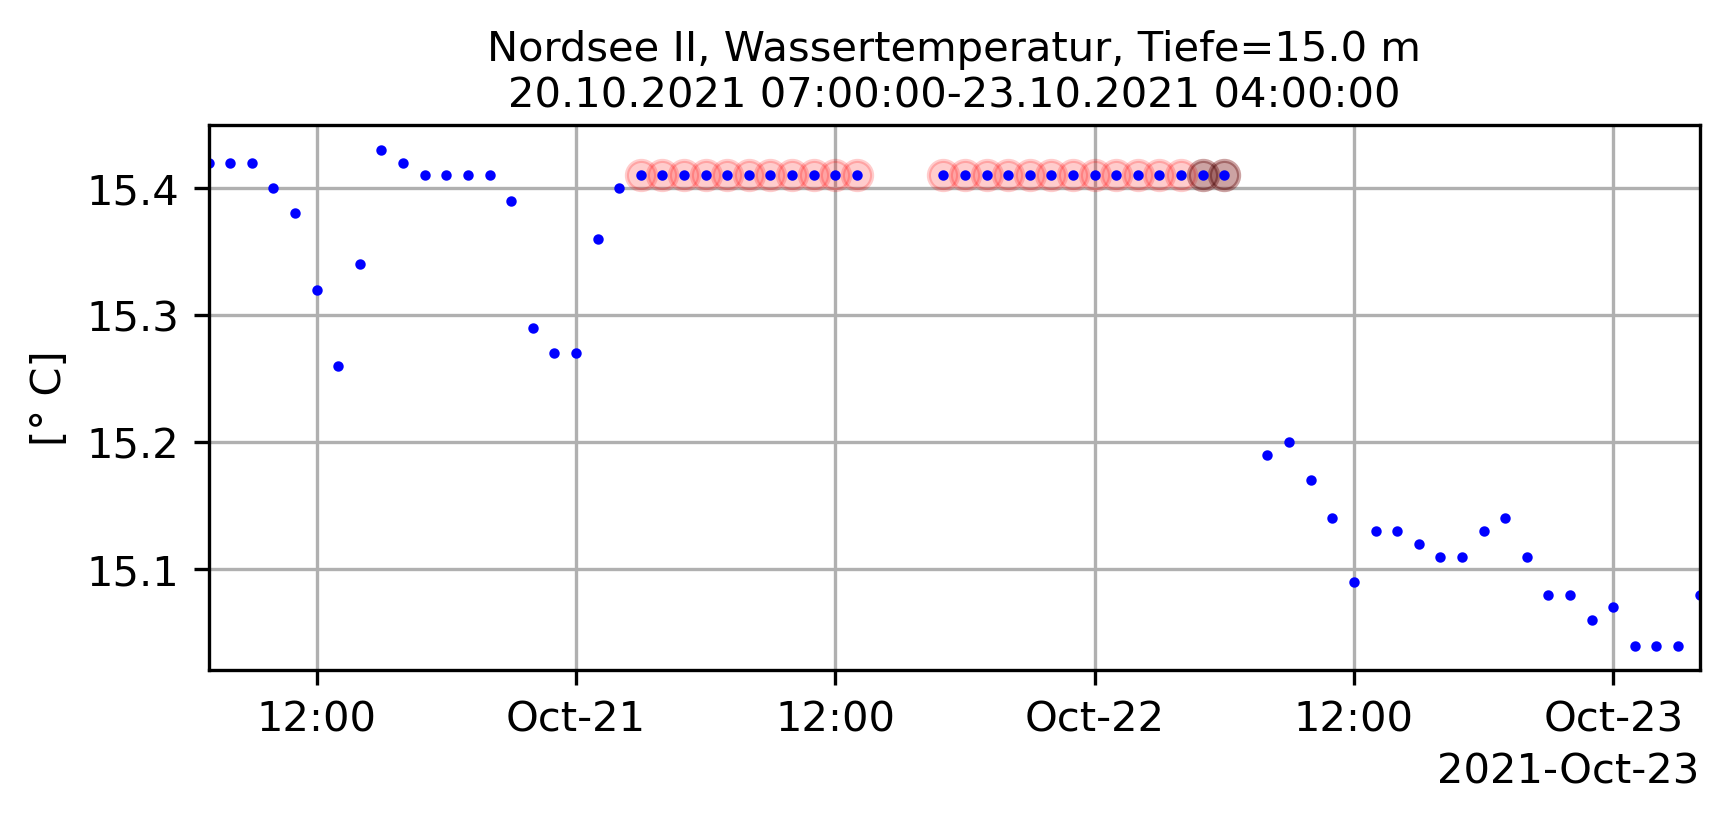 Nordsee II, Wassertemperatur, Tiefe=15.0 m
20.10.2021 07:00:00-23.10.2021 04:00:00
15.4
15.3
15.2
15.1
[° C]
12:00 Oct-21 12:00 Oct-22 12:00 Oct-23
2021-Oct-23